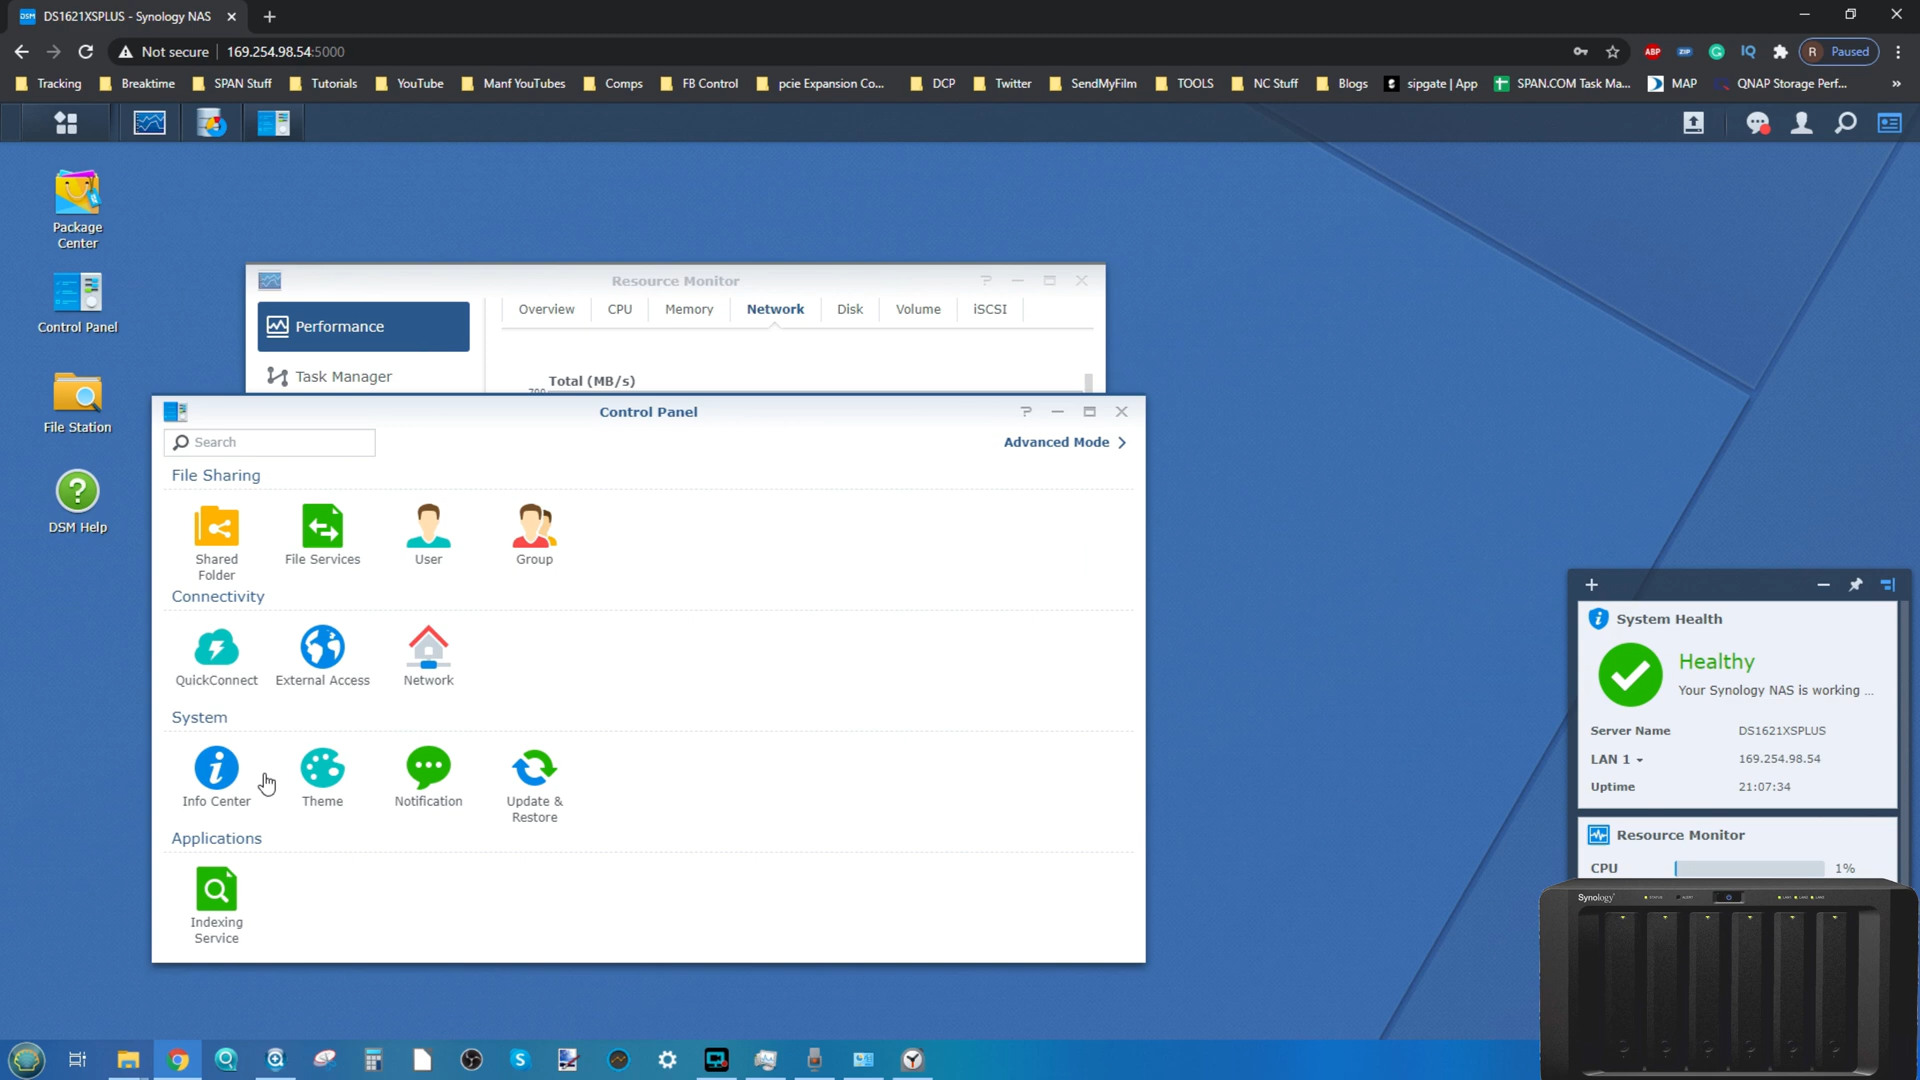 DSM DS1621XSPLUS - Synology NAS
Not secure 169.254.98.54:5000
ABP ZIP IQ R Paused
Tracking Breaktime SPAN Stuff Tutorials YouTube Manf YouTubes Comps FB Control pcie Expansion Co... DCP Twitter SendMyFilm TOOLS NC Stuff Blogs sipgate | App SPAN.COM Task Ma... MAP QNAP Storage Perf...
Package
Center
Control Panel
File Station
DSM Help
Resource Monitor
Performance
Task Manager
Overview CPU Memory Network Disk Volume iSCSI
Total (MB/s)
700
Control Panel
Search
Advanced Mode
File Sharing
Shared
Folder
File Services
User
Group
Connectivity
QuickConnect
External Access
Network
System
Info Center
Theme
Notification
Update &
Restore
Applications
Indexing
Service
System Health
Healthy
Your Synology NAS is working ...
Server Name DS1621XSPLUS
LAN 1 169.254.98.54
Uptime 21:07:34
Resource Monitor
CPU 1%
Synology